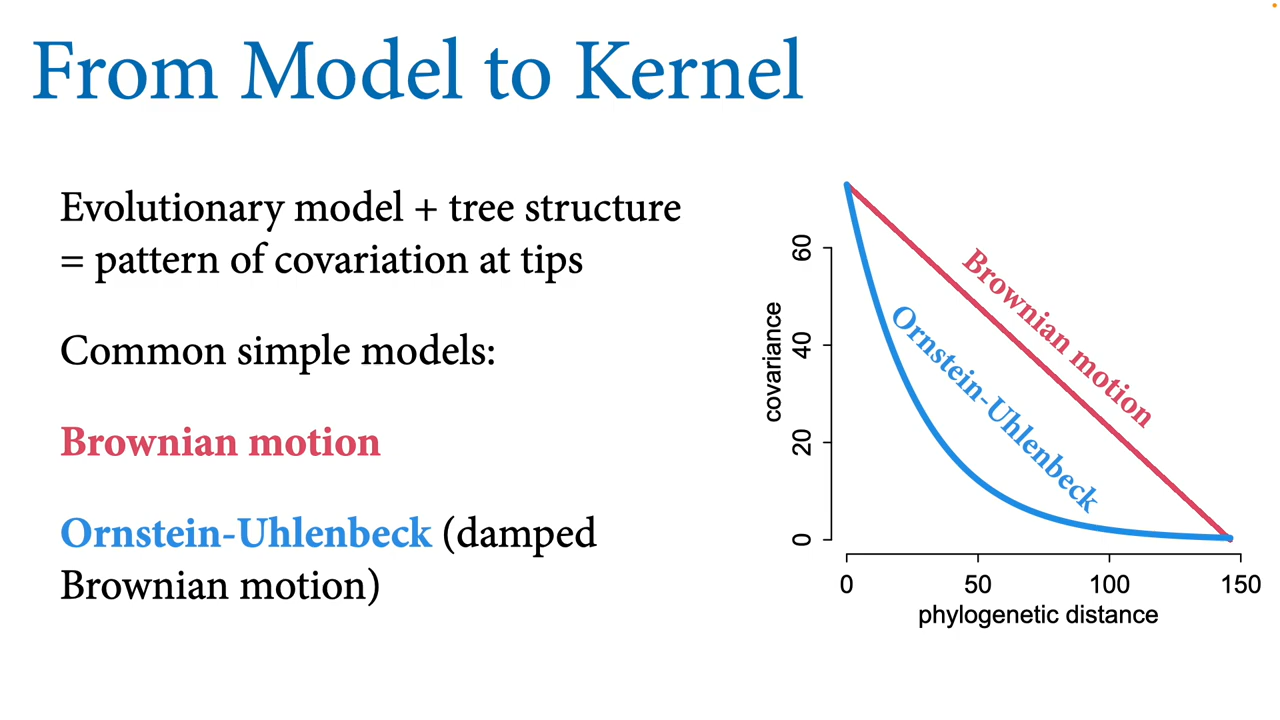 From Model to Kernel
Evolutionary model + tree structure
= pattern of covariation at tips
Common simple models:
Brownian motion
Ornstein-Uhlenbeck (damped
Brownian motion)
covariance
60
40
20
0
Brownian motion
Ornstein-Uhlenbeck
0 50 100 150
phylogenetic distance